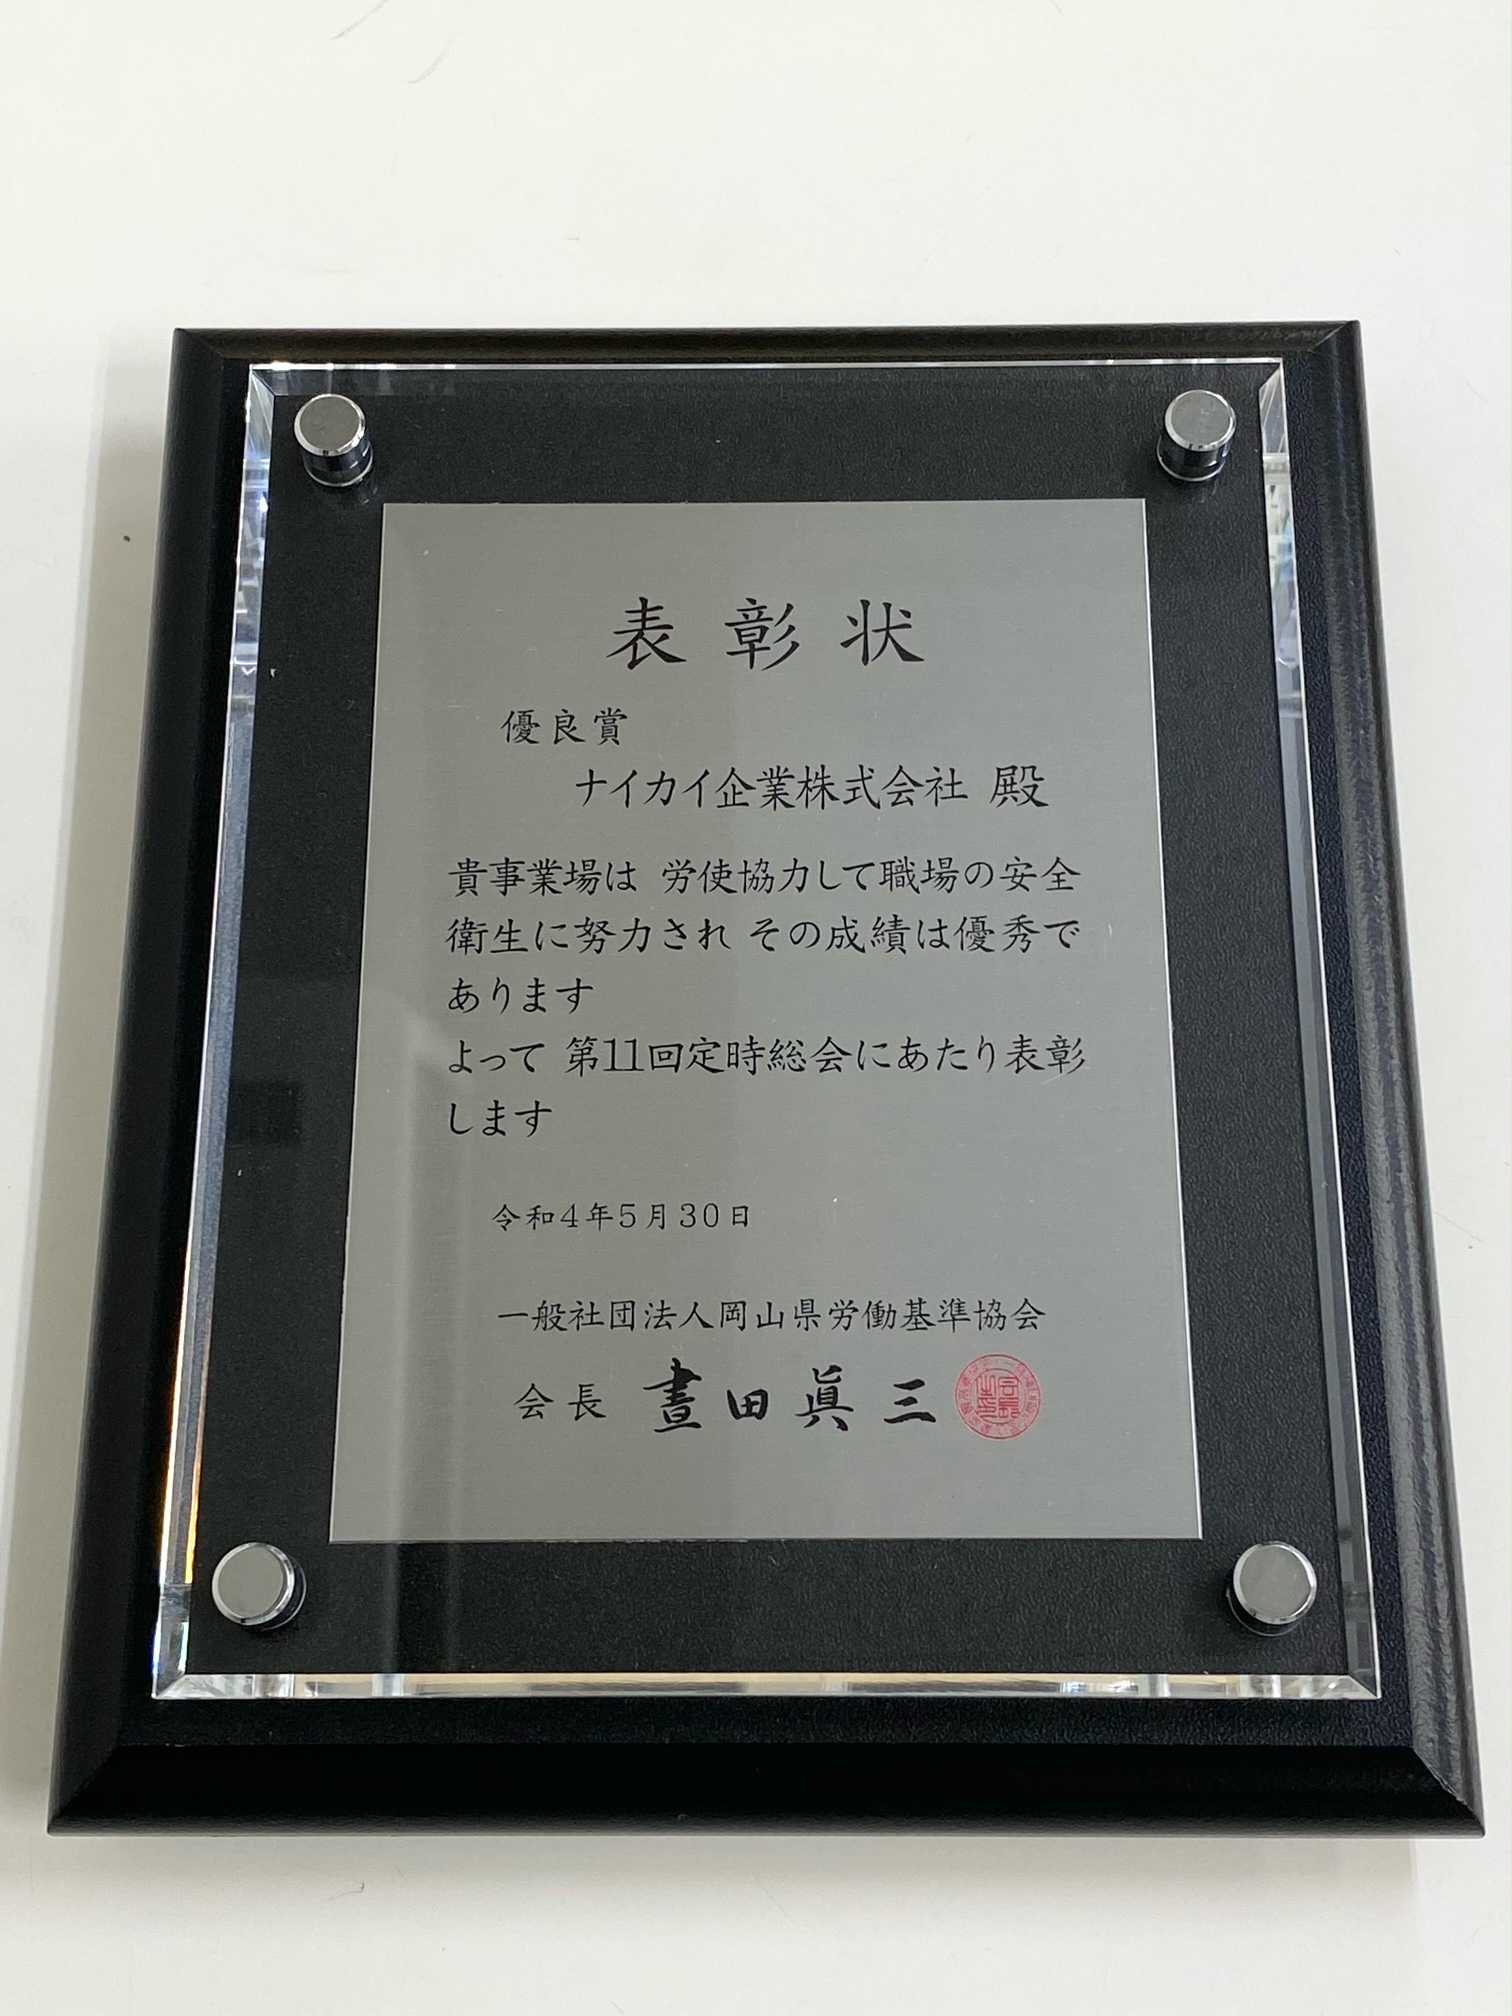 表彰状
優良賞
ナイカイ企業株式会社 殿
貴事業場は 労使協力して職場の安全
衛生に努力され その成績は優秀で
あります
よって 第11回定時総会にあたり表彰
します
令和4年5月30日
一般社団法人岡山県労働基準協会
会長 晝田眞三